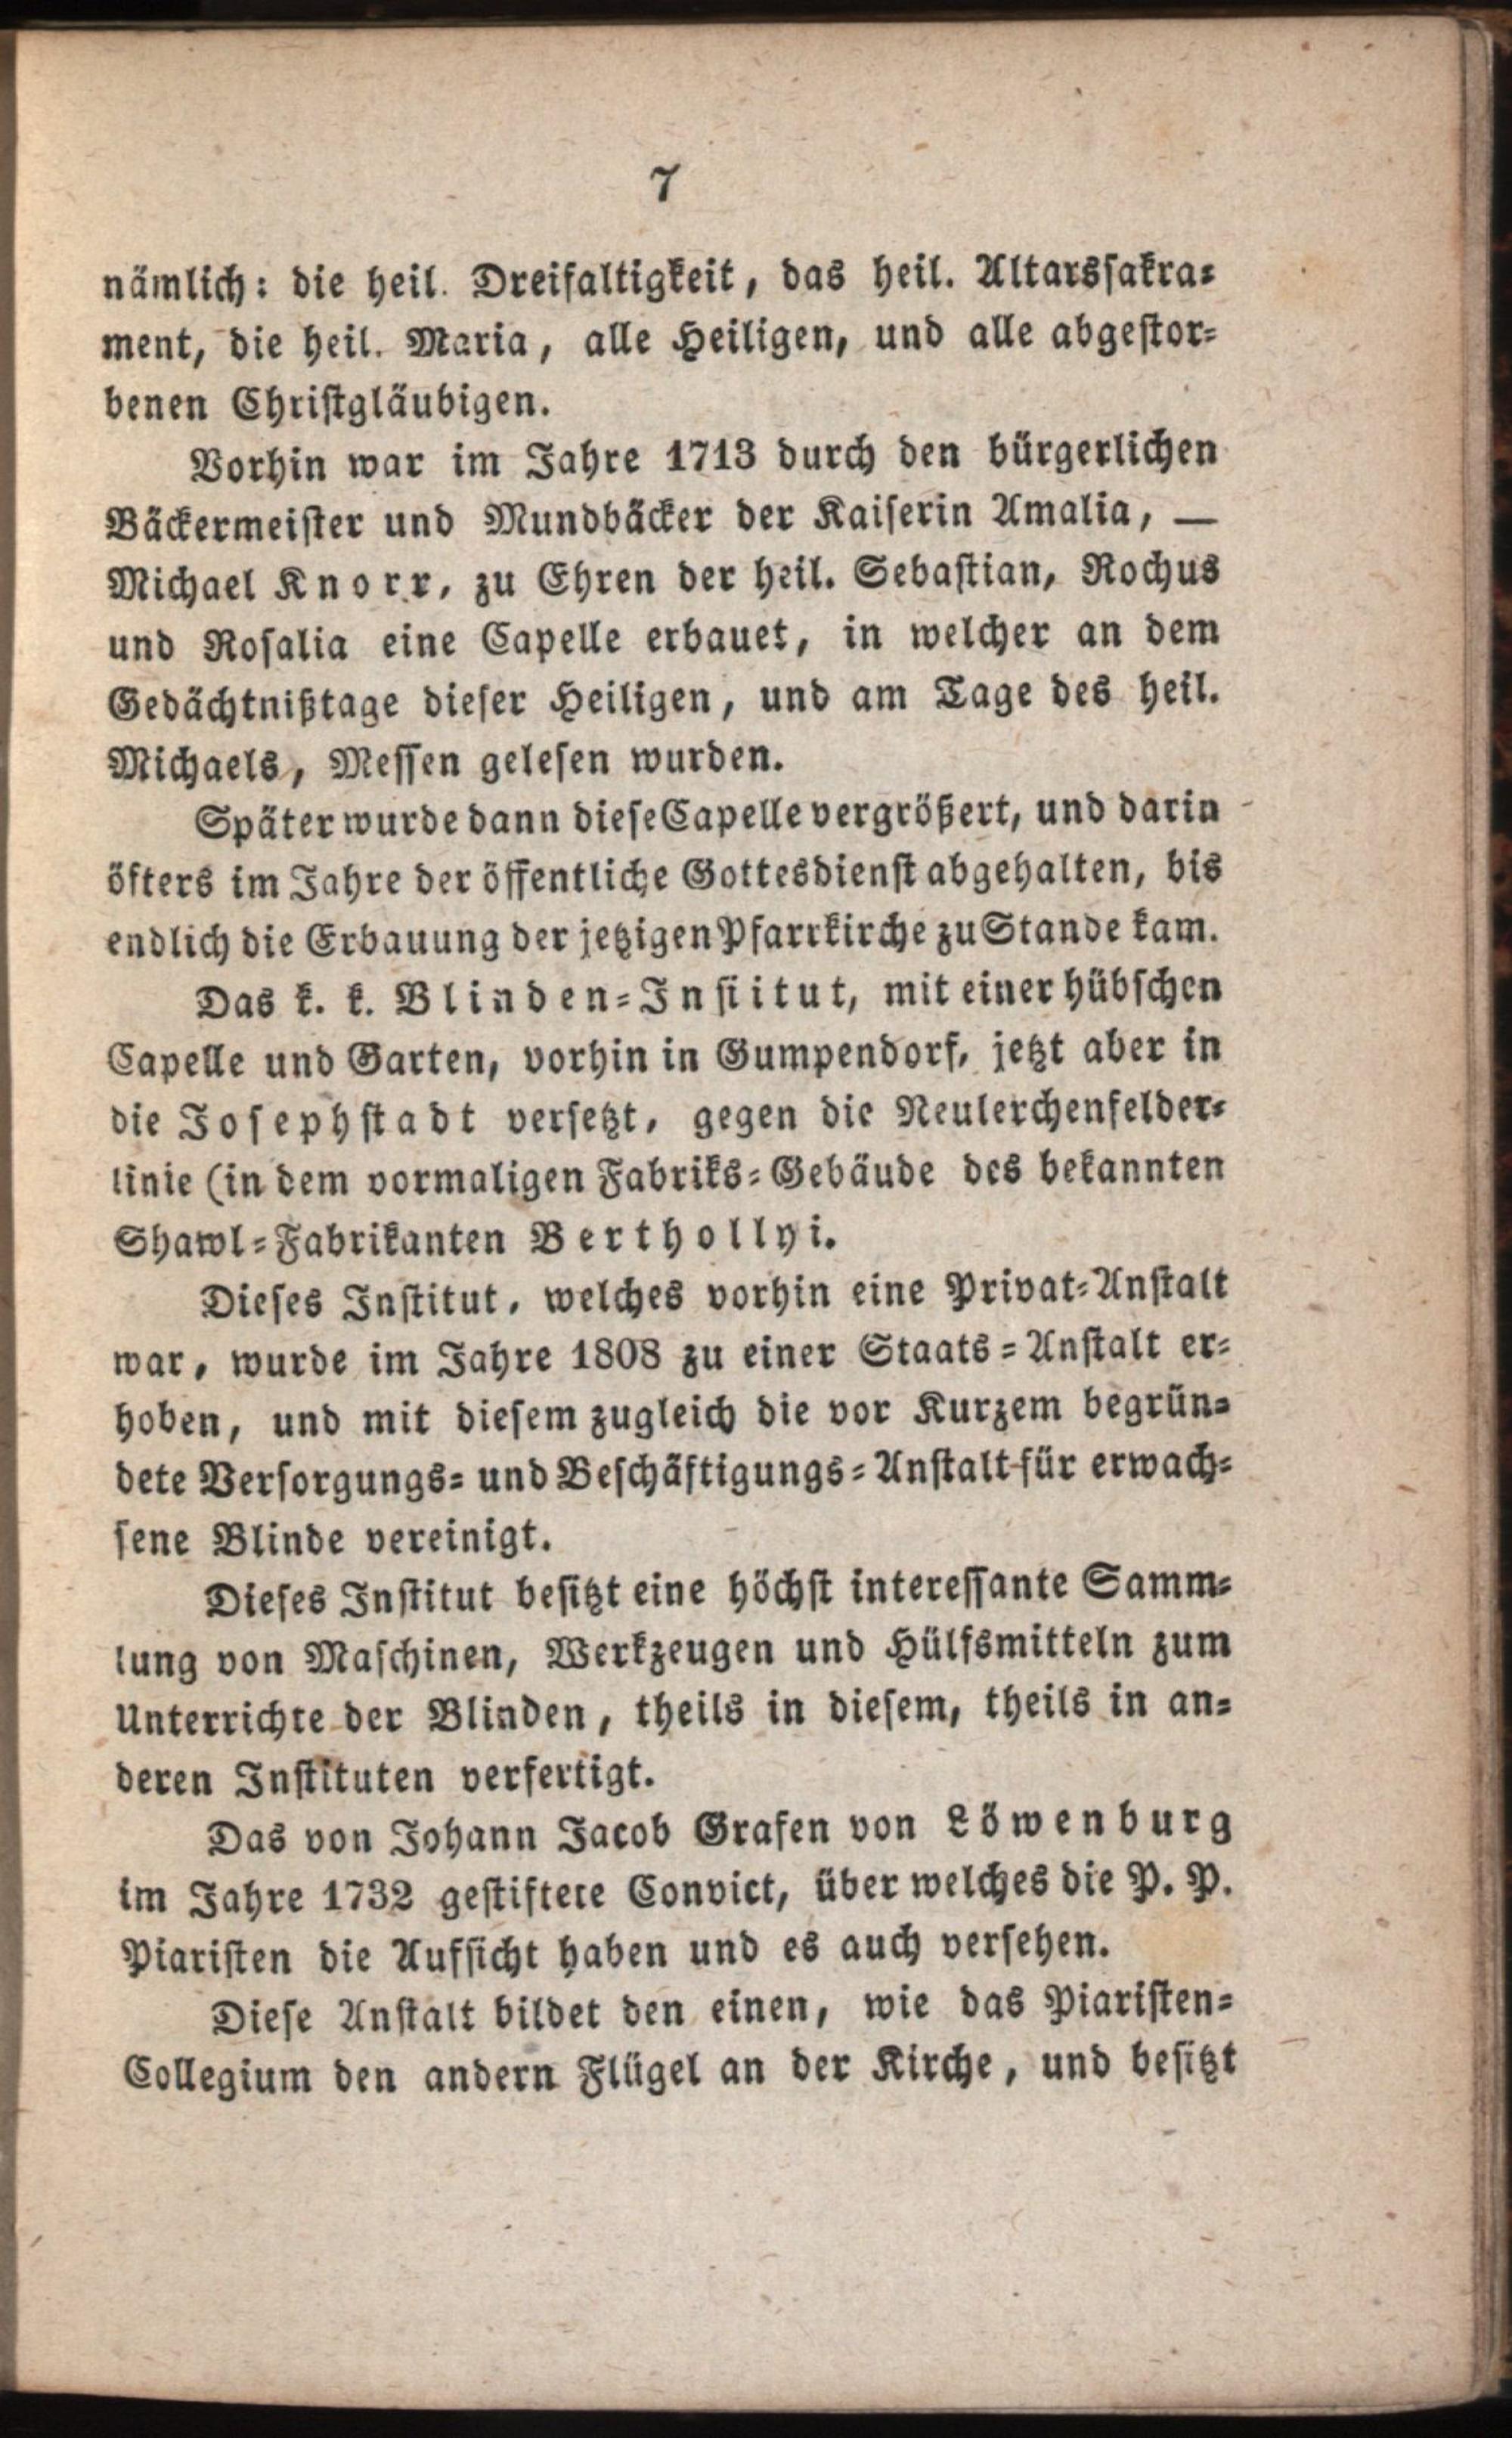 7
nämlich: die heil. Dreifaltigkeit, das heil. Altarssakra-
ment, die heil. Maria, alle Heiligen, und alle abgestor-
benen Christgläubigen.
Vorhin war im Jahre 1713 durch den bürgerlichen
Bäckermeister und Mundbäcker der Kaiserin Amalia, —
Michael Knorr, zu Ehren der heil. Sebastian, Rochus
und Rosalia eine Capelle erbauet, in welcher an dem
Gedächtnißtage dieser Heiligen, und am Tage des heil.
Michaels, Messen gelesen wurden.
Später wurde dann diese Capelle vergrößert, und darin
öfters im Jahre der öffentliche Gottesdienst abgehalten, bis
endlich die Erbauung der jetzigen Pfarrkirche zu Stande kam.
Das k. k. Blinden-Institut, mit einer hübschen
Capelle und Garten, vorhin in Gumpendorf, jetzt aber in
die Josephstadt versetzt, gegen die Neulerchenfelder-
linie (in dem vormaligen Fabriks-Gebäude des bekannten
Shawl-Fabrikanten Berthollyi.
Dieses Institut, welches vorhin eine Privat-Anstalt
war, wurde im Jahre 1808 zu einer Staats-Anstalt er-
hoben, und mit diesem zugleich die vor Kurzem begrün-
dete Versorgungs- und Beschäftigungs-Anstalt für erwach-
sene Blinde vereinigt.
Dieses Institut besitzt eine höchst interessante Samm-
lung von Maschinen, Werkzeugen und Hülfsmitteln zum
Unterrichte der Blinden, theils in diesem, theils in an-
deren Instituten verfertigt.
Das von Johann Jacob Grafen von Löwenburg
im Jahre 1732 gestiftete Convict, über welches die P. P.
Piaristen die Aufsicht haben und es auch versehen.
Diese Anstalt bildet den einen, wie das Piaristen-
Collegium den andern Flügel an der Kirche, und besitzt